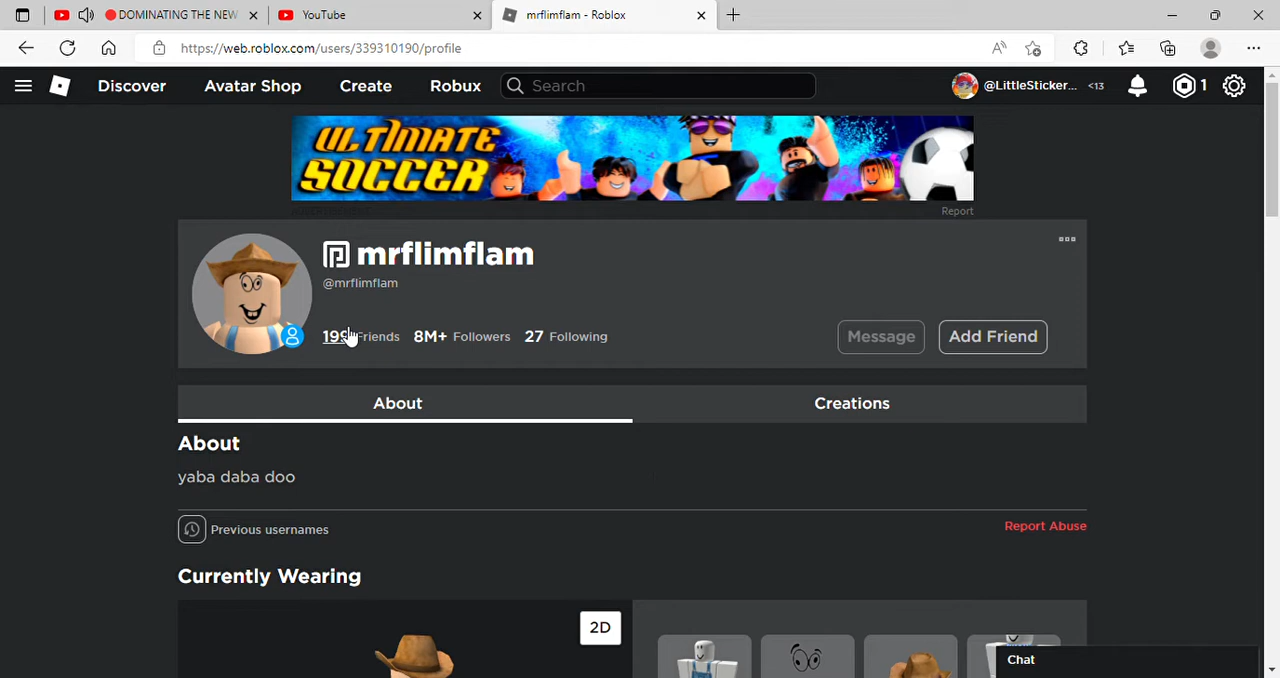 DOMINATING THE NEW
YouTube
mrflimflam - Roblox
https://web.roblox.com/users/339310190/profile
Discover
Avatar Shop
Create
Robux
Search
@LittleSticker... <13
1
ULTIMATE
SOCCER
Report
mrflimflam
@mrflimflam
199 Friends 8M+ Followers 27 Following
Message
Add Friend
About
Creations
About
yaba daba doo
Previous usernames
Report Abuse
Currently Wearing
2D
Chat